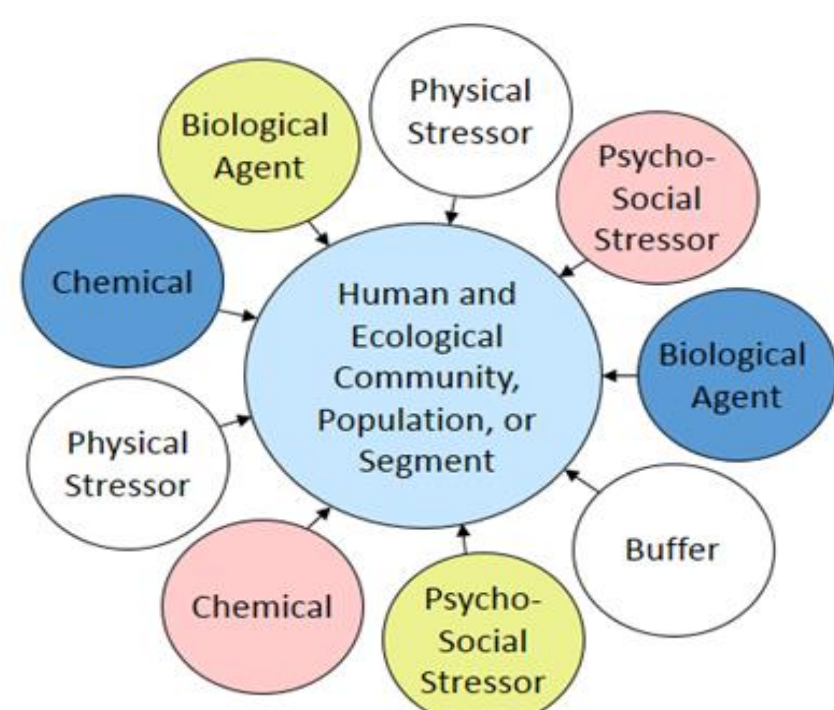 Physical
Stressor
Biological
Agent
Psycho-
Social
Stressor
Chemical
Human and
Ecological
Community,
Population, or
Segment
Biological
Agent
Physical
Stressor
Buffer
Chemical
Psycho-
Social
Stressor